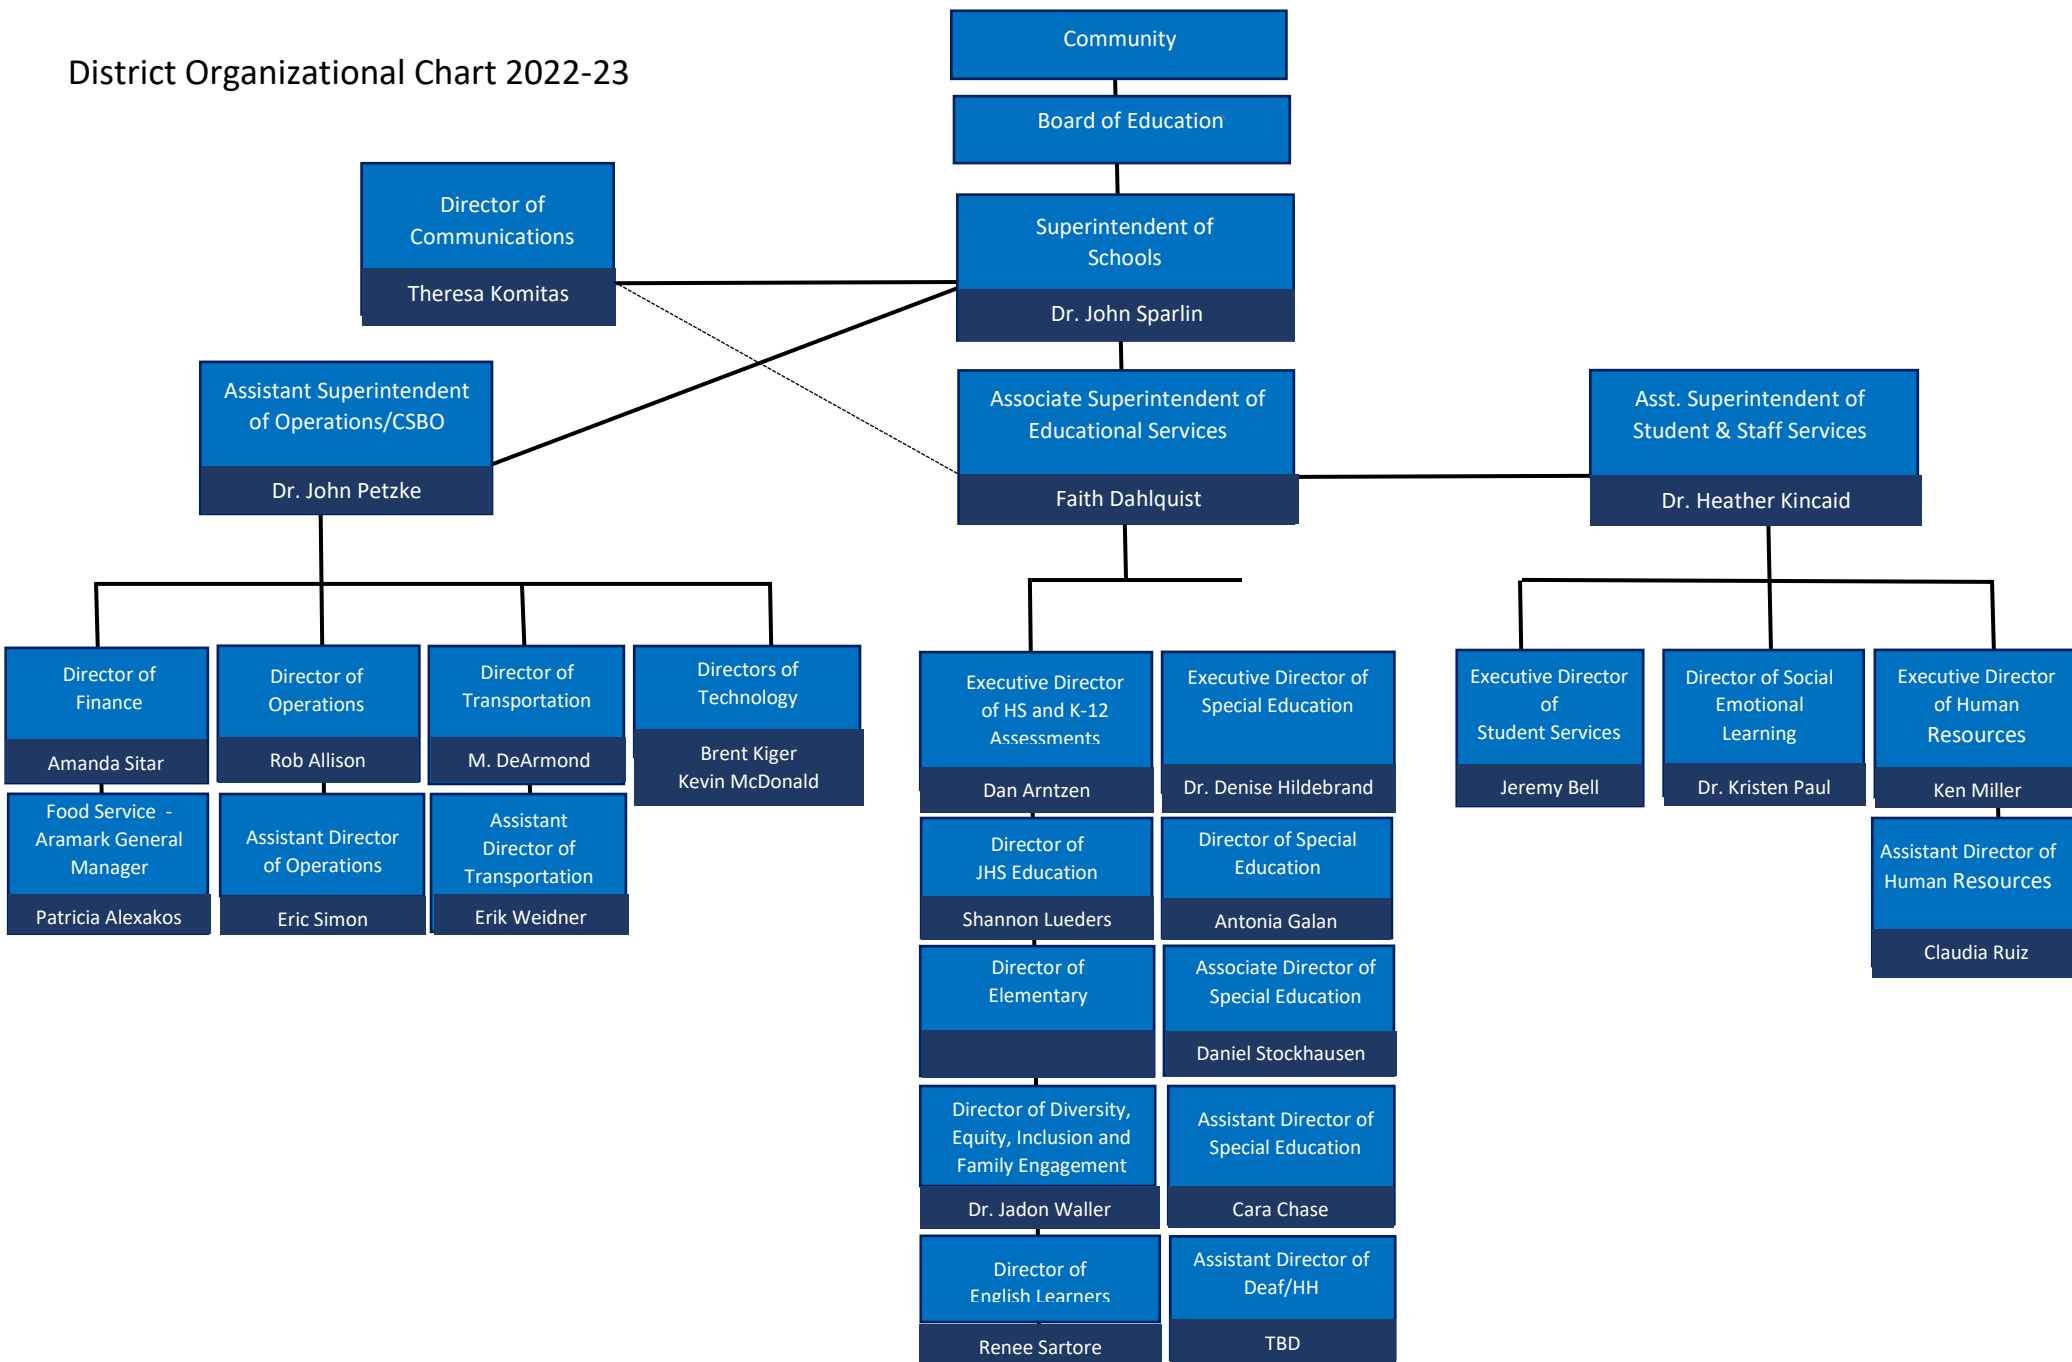 District Organizational Chart 2022-23
Community
Board of Education
Director of
Communications
Theresa Komitas
Superintendent of
Schools
Dr. John Sparlin
Assistant Superintendent
of Operations/CSBO
Dr. John Petzke
Associate Superintendent of
Educational Services
Faith Dahlquist
Asst. Superintendent of
Student & Staff Services
Dr. Heather Kincaid
Director of
Finance
Amanda Sitar
Food Service -
Aramark General
Manager
Patricia Alexakos
Director of
Operations
Rob Allison
Assistant Director
of Operations
Eric Simon
Director of
Transportation
M. DeArmond
Assistant
Director of
Transportation
Erik Weidner
Directors of
Technology
Brent Kiger
Kevin McDonald
Executive Director
of HS and K-12
Assessments
Dan Arntzen
Director of
JHS Education
Shannon Lueders
Director of
Elementary
Director of Diversity,
Equity, Inclusion and
Family Engagement
Dr. Jadon Waller
Director of
English Learners
Renee Sartore
Executive Director of
Special Education
Dr. Denise Hildebrand
Director of Special
Education
Antonia Galan
Associate Director of
Special Education
Daniel Stockhausen
Assistant Director of
Special Education
Cara Chase
Assistant Director of
Deaf/HH
TBD
Executive Director
of
Student Services
Jeremy Bell
Director of Social
Emotional
Learning
Dr. Kristen Paul
Executive Director
of Human
Resources
Ken Miller
Assistant Director of
Human Resources
Claudia Ruiz